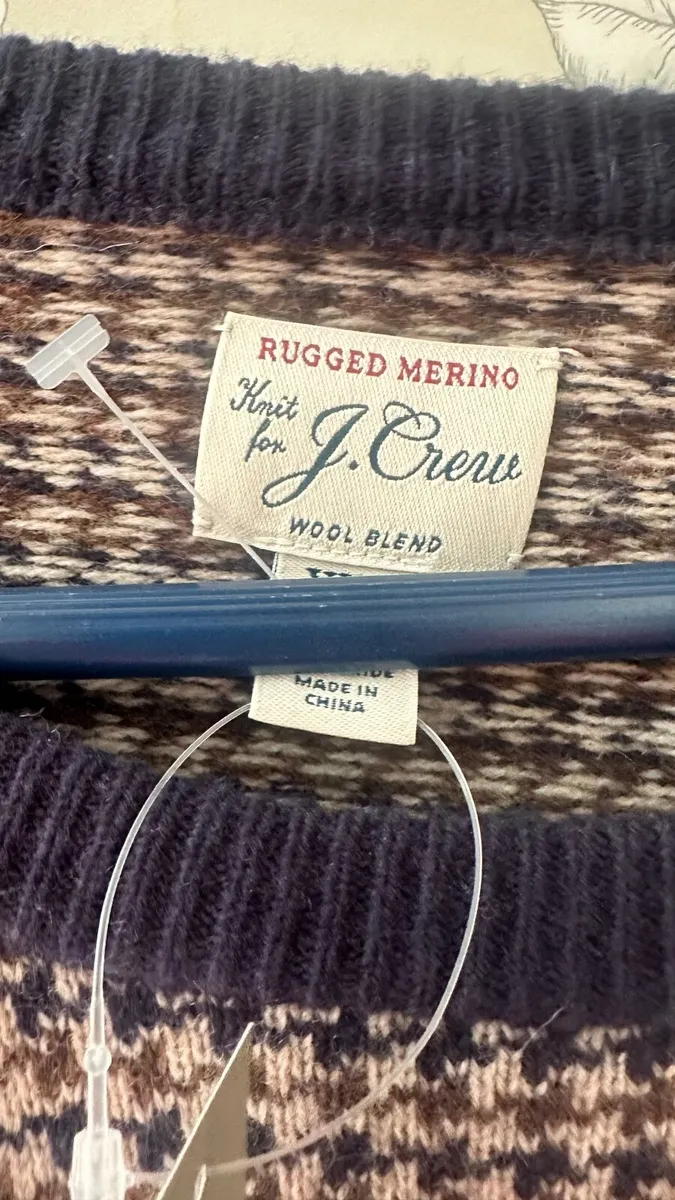 RUGGED MERINO
Knit
for J.Crew
WOOL BLEND
MADE IN
CHINA